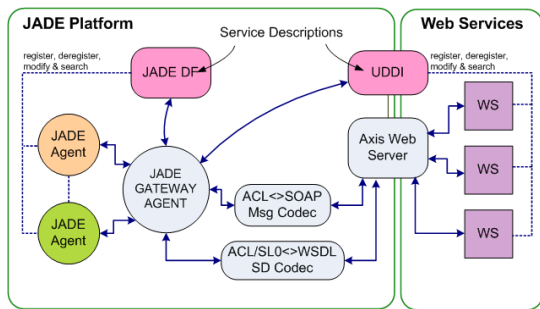 JADE Platform
Web Services
Service Descriptions
register, deregister,
modify & search
JADE DF
UDDI
register, deregister,
modify & search
WS
JADE
Agent
Axis Web
Server
WS
JADE
GATEWAY
AGENT
ACL<>SOAP
Msg Codec
JADE
Agent
WS
ACL/SL0<>WSDL
SD Codec